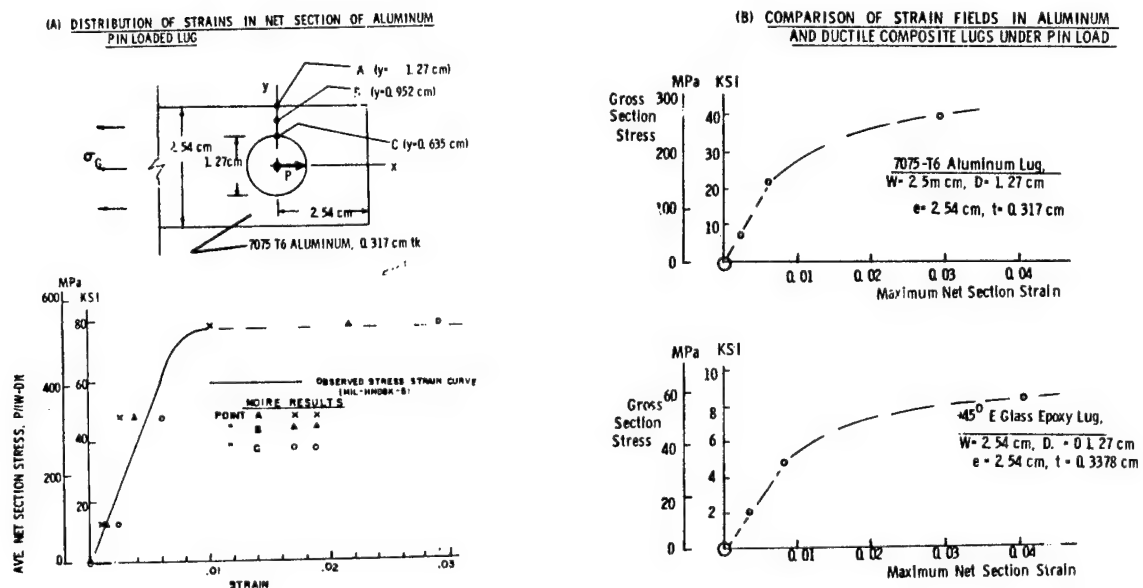 (A) DISTRIBUTION OF STRAINS IN NET SECTION OF ALUMINUM
PIN LOADED LUG
y
A (y= 1.27 cm)
(y=0.952 cm)
C (y=0.635 cm)
2.54 cm
1.27cm
σG
P
x
2.54 cm
7075 T6 ALUMINUM, 0.317 cm tk
MPa
KSI
600
80
400
60
40
200
20
0
0
.01
.02
.03
STRAIN
AVE. NET SECTION STRESS, P/(W-D)t
OBSERVED STRESS STRAIN CURVE
(MIL-HNDBK-5)
MOIRE RESULTS
POINT A x x
" B ▲ ▲
" C o o
(B) COMPARISON OF STRAIN FIELDS IN ALUMINUM
AND DUCTILE COMPOSITE LUGS UNDER PIN LOAD
MPa KSI
Gross
Section
Stress
300
200
100
0
40
30
20
10
7075-T6 Aluminum Lug,
W= 2.5m cm, D= 1.27 cm
e= 2.54 cm, t= 0.317 cm
0.01 0.02 0.03 0.04
Maximum Net Section Strain
MPa KSI
Gross
Section
Stress
60
40
20
0
10
8
6
4
2
45° E Glass Epoxy Lug,
W= 2.54 cm, D. = 0 1.27 cm
e = 2.54 cm, t = 0.3378 cm
0.01 0.02 0.03 0.04
Maximum Net Section Strain